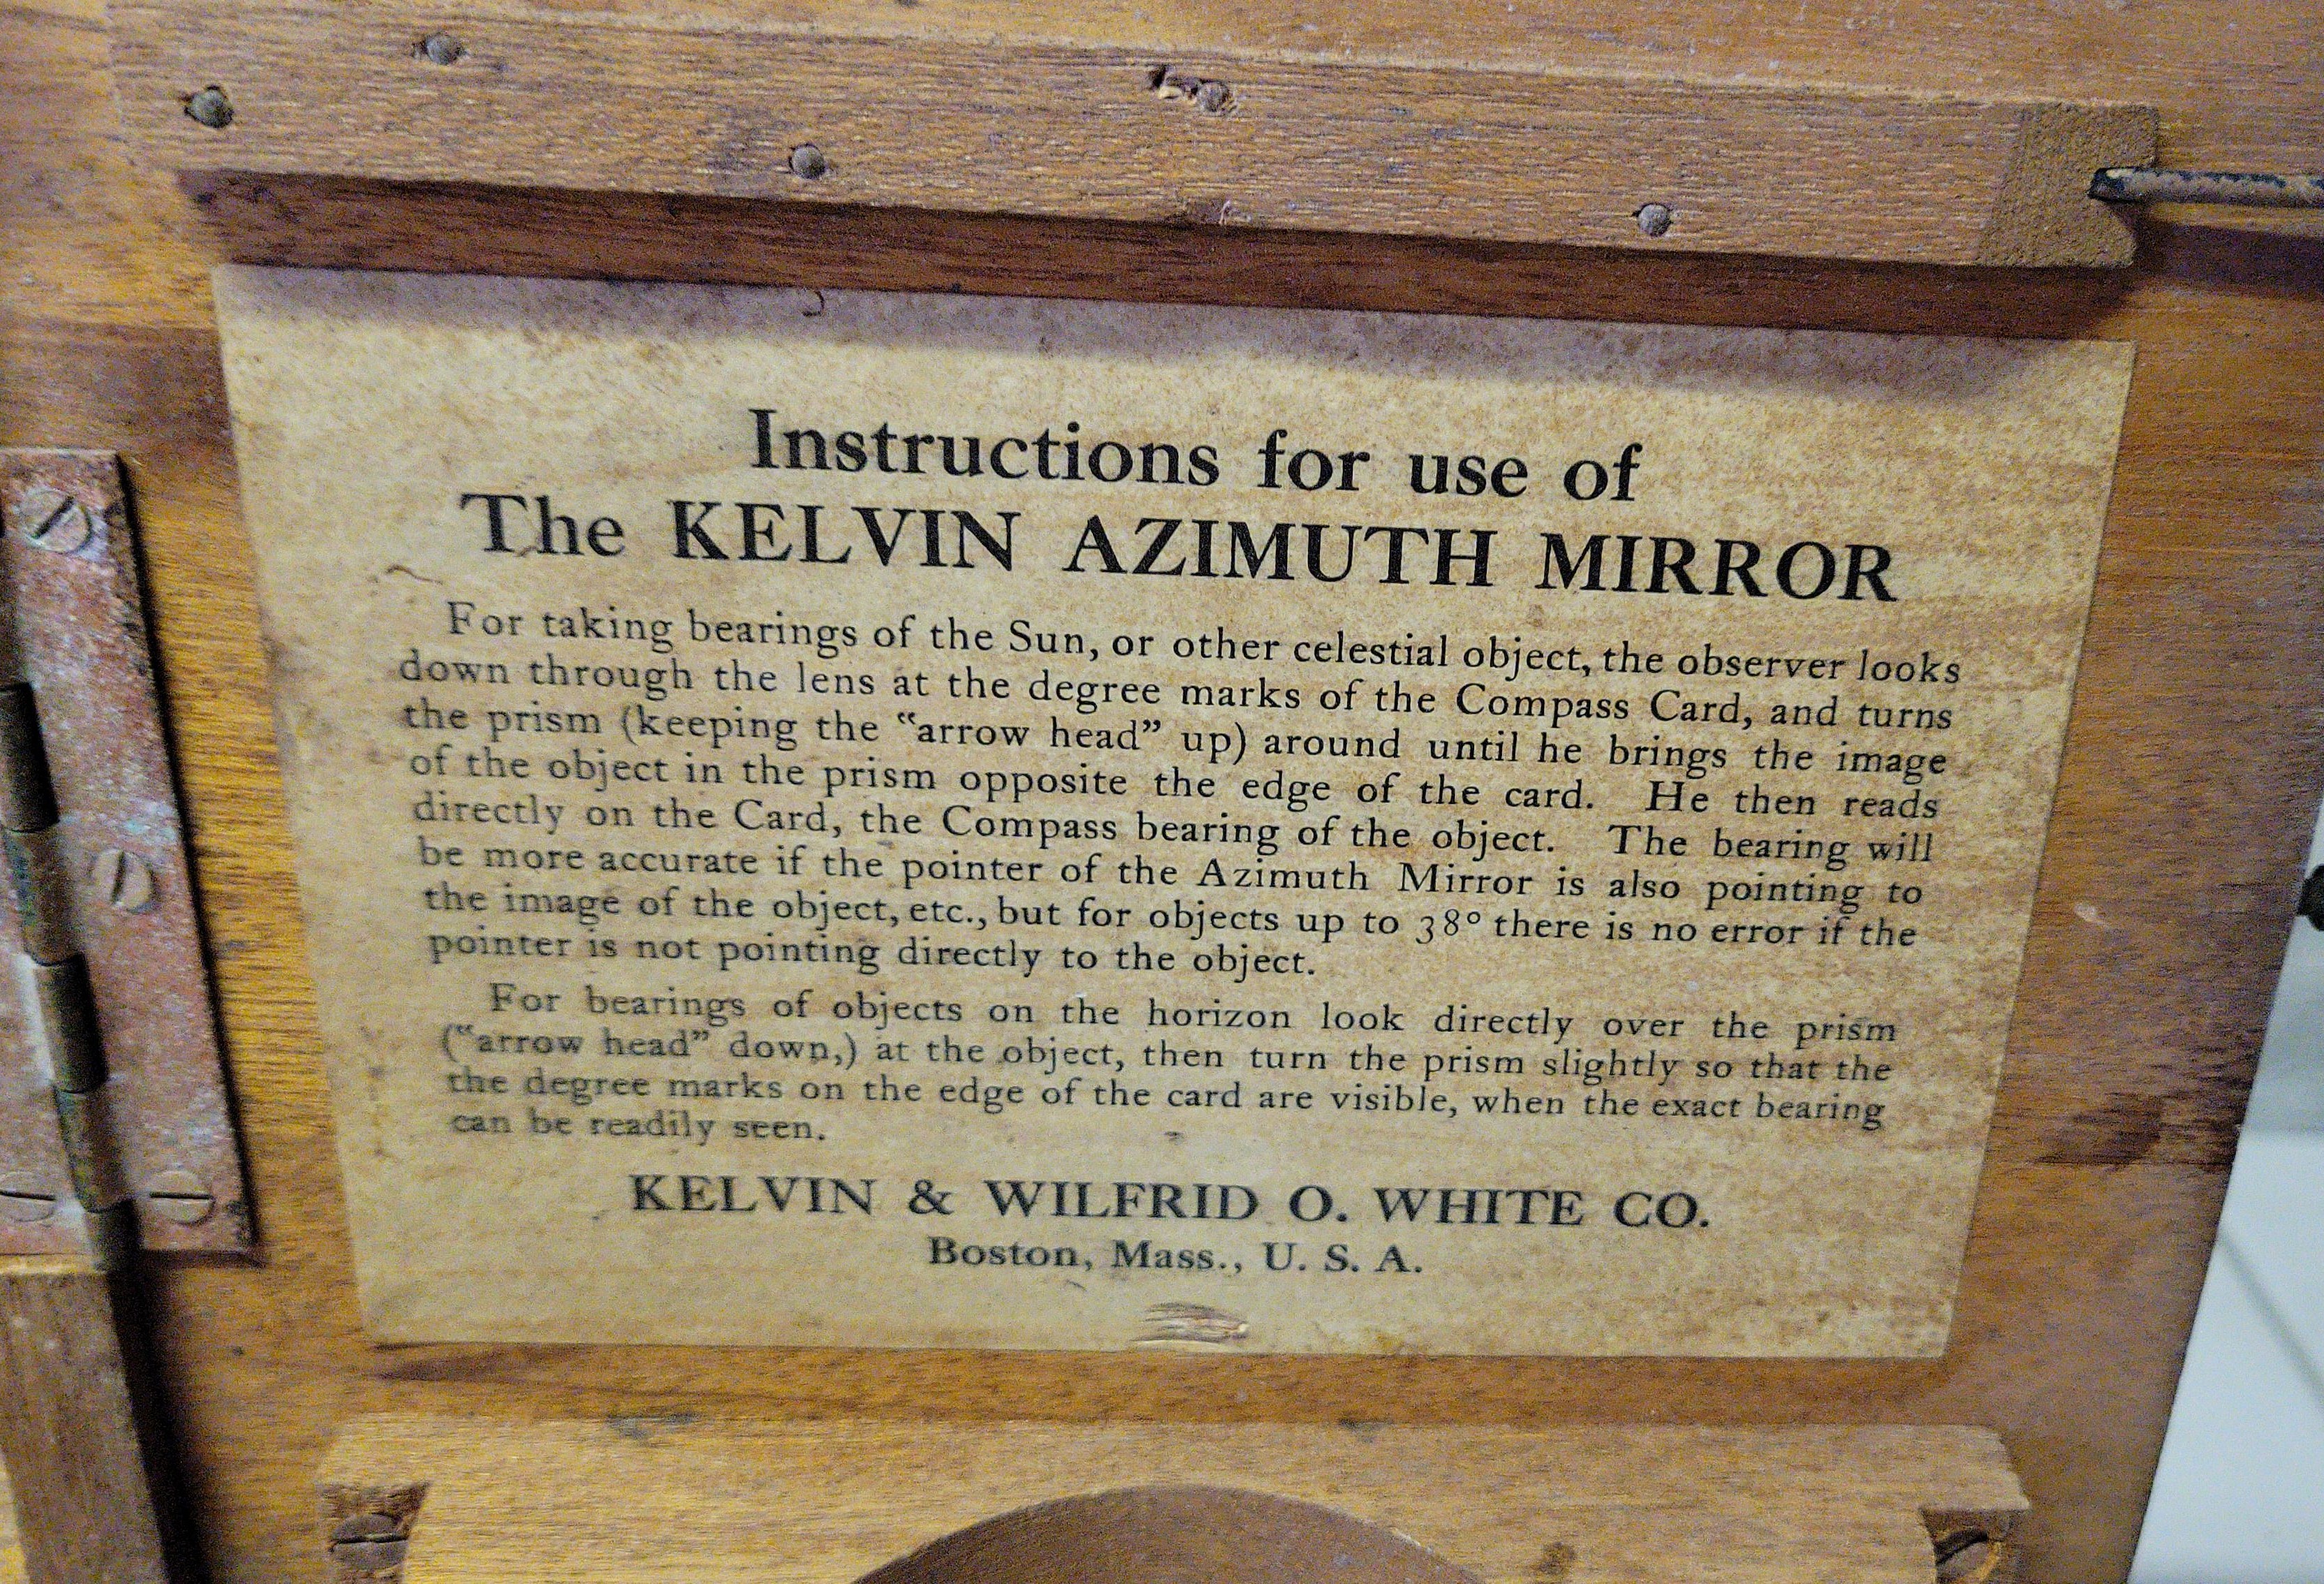 Instructions for use of
The KELVIN AZIMUTH MIRROR
For taking bearings of the Sun, or other celestial object, the observer looks
down through the lens at the degree marks of the Compass Card, and turns
the prism (keeping the “arrow head” up) around until he brings the image
of the object in the prism opposite the edge of the card. He then reads
directly on the Card, the Compass bearing of the object. The bearing will
be more accurate if the pointer of the Azimuth Mirror is also pointing to
the image of the object, etc., but for objects up to 38° there is no error if the
pointer is not pointing directly to the object.
For bearings of objects on the horizon look directly over the prism
(“arrow head” down,) at the object, then turn the prism slightly so that the
the degree marks on the edge of the card are visible, when the exact bearing
can be readily seen.
KELVIN & WILFRID O. WHITE CO.
Boston, Mass., U. S. A.